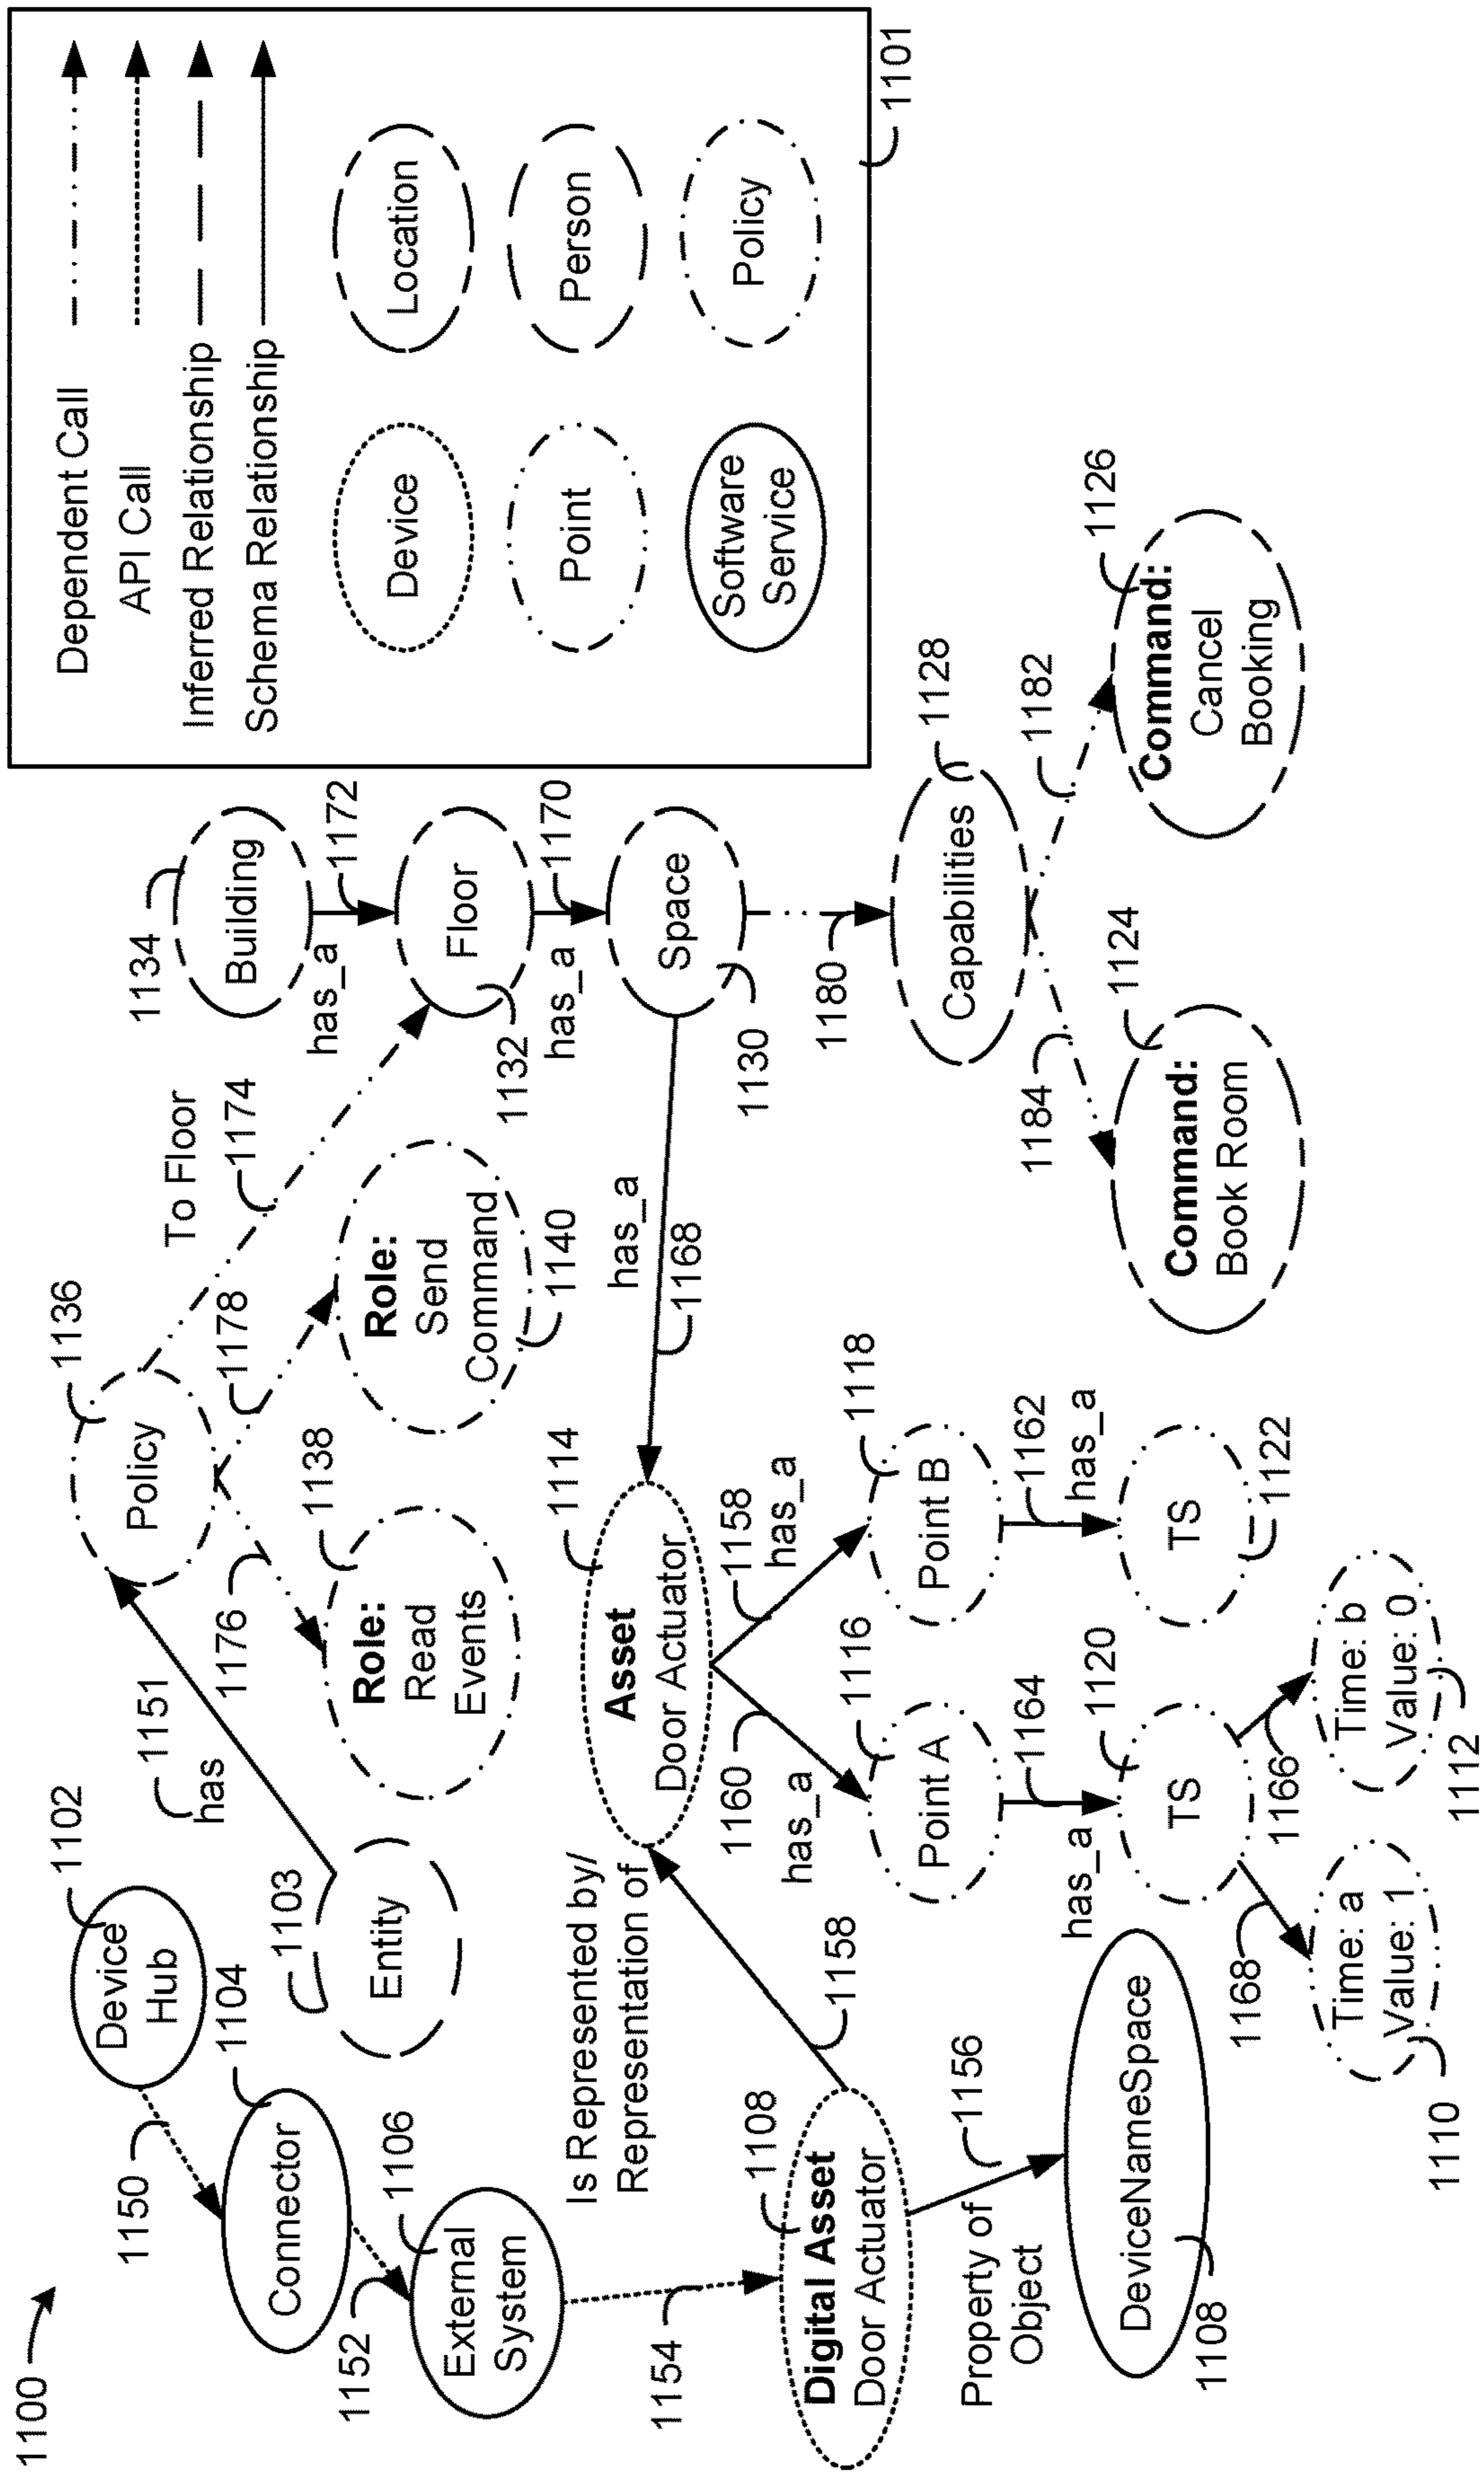 1100
Dependent Call
API Call
Inferred Relationship
Schema Relationship
Device
Location
Point
Person
Software
Service
Policy
1101
1102
Device
Hub
1150
1104
Connector
1152
1106
External
System
1154
1103
Entity
1151
has
1136
Policy
1176
1178
To Floor
1174
1138
Role:
Read
Events
Role:
Send
Command
1140
1134
Building
has_a
1172
Floor
1132
has_a
1170
Space
1130
has_a
1168
1180
Capabilities
1128
1184
1182
1124
Command:
Book Room
1126
Command:
Cancel
Booking
Is Represented by/
Representation of
1158
1114
Asset
Door Actuator
1108
Digital Asset
Door Actuator
Property of
Object
1156
DeviceNameSpace
1108
1160
has_a
1158
has_a
1116
Point A
1118
Point B
has_a
1164
1162
has_a
1120
TS
TS
1122
1168
1166
Time: a
Value: 1
1110
Time: b
Value: 0
1112